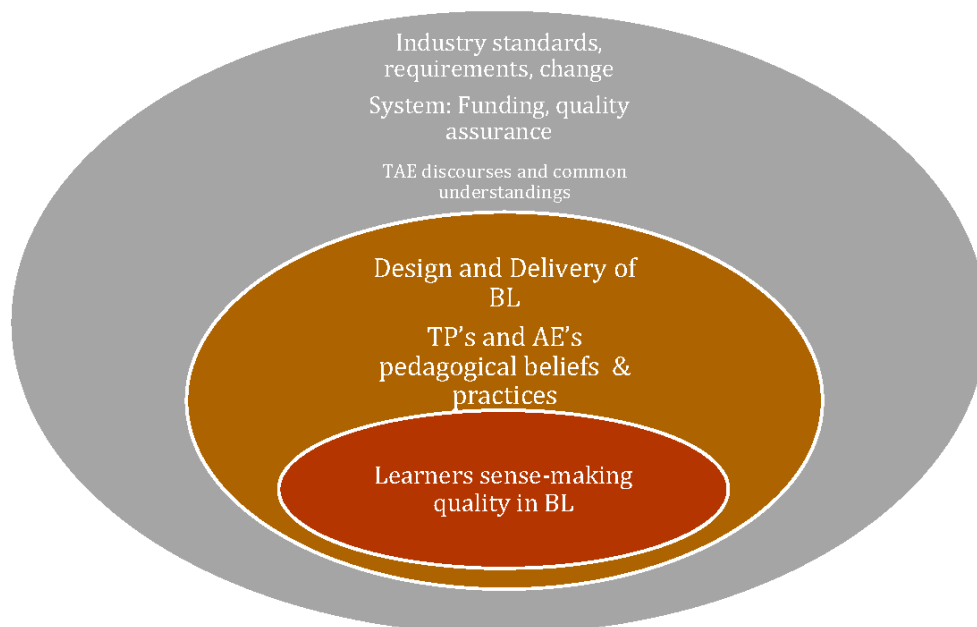 Industry standards,
requirements, change
System: Funding, quality
assurance
TAE discourses and common
understandings
Design and Delivery of
BL
TP's and AE's
pedagogical beliefs &
practices
Learners sense-making
quality in BL